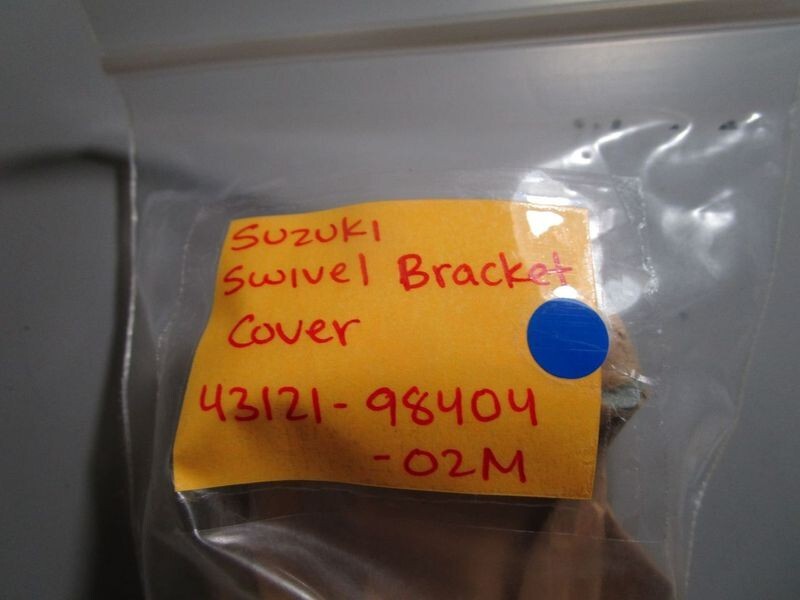 SUZUKI
Swivel Bracket
Cover
43121-98404
-02M